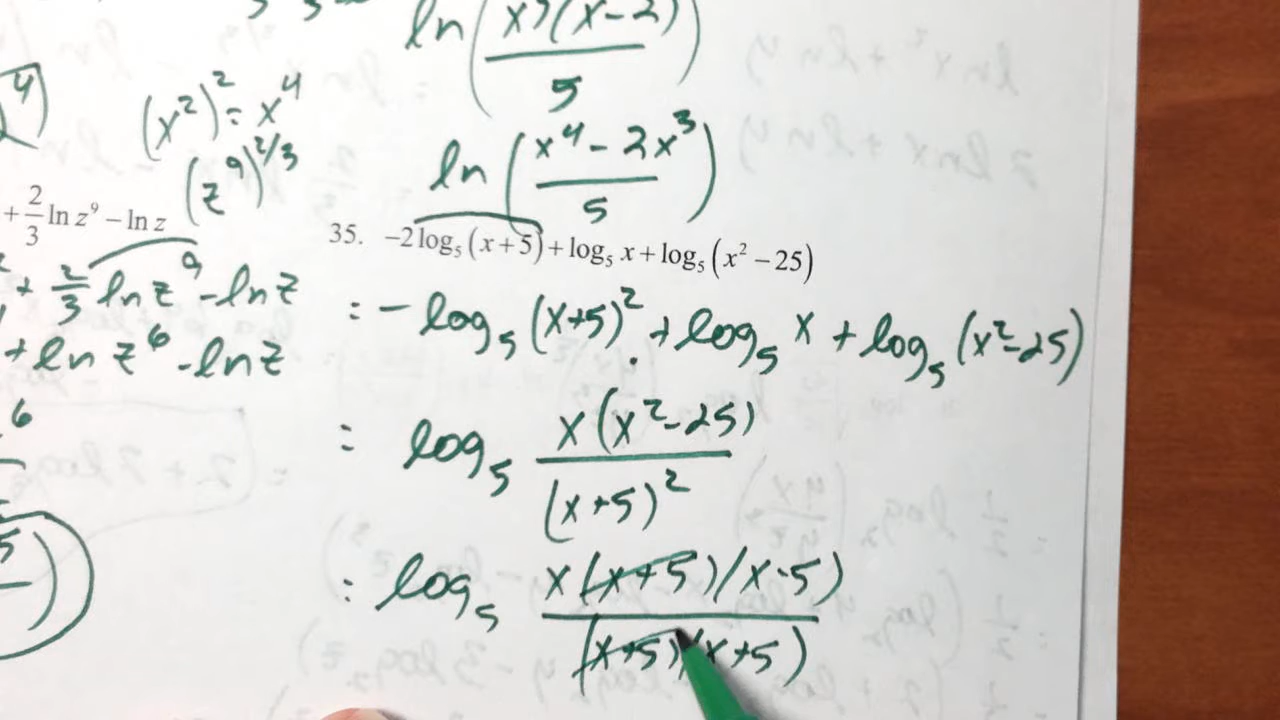 4)
(x²)² = x⁴
(z⁹)^2/3
+ 2/3 ln z⁹ − ln z
+ 2/3 ln z⁹ - ln z
+ ln z⁶ - ln z
6
ln( x³(x-2) / 5 )
ln( x⁴ - 2x³ / 5 )
35. −2 log₅ (x + 5) + log₅ x + log₅ (x² − 25)
= - log₅ (x+5)² + log₅ x + log₅ (x²-25)
= log₅ x(x²-25) / (x+5)²
= log₅ x(x+5)(x-5) / (x+5)(x+5)